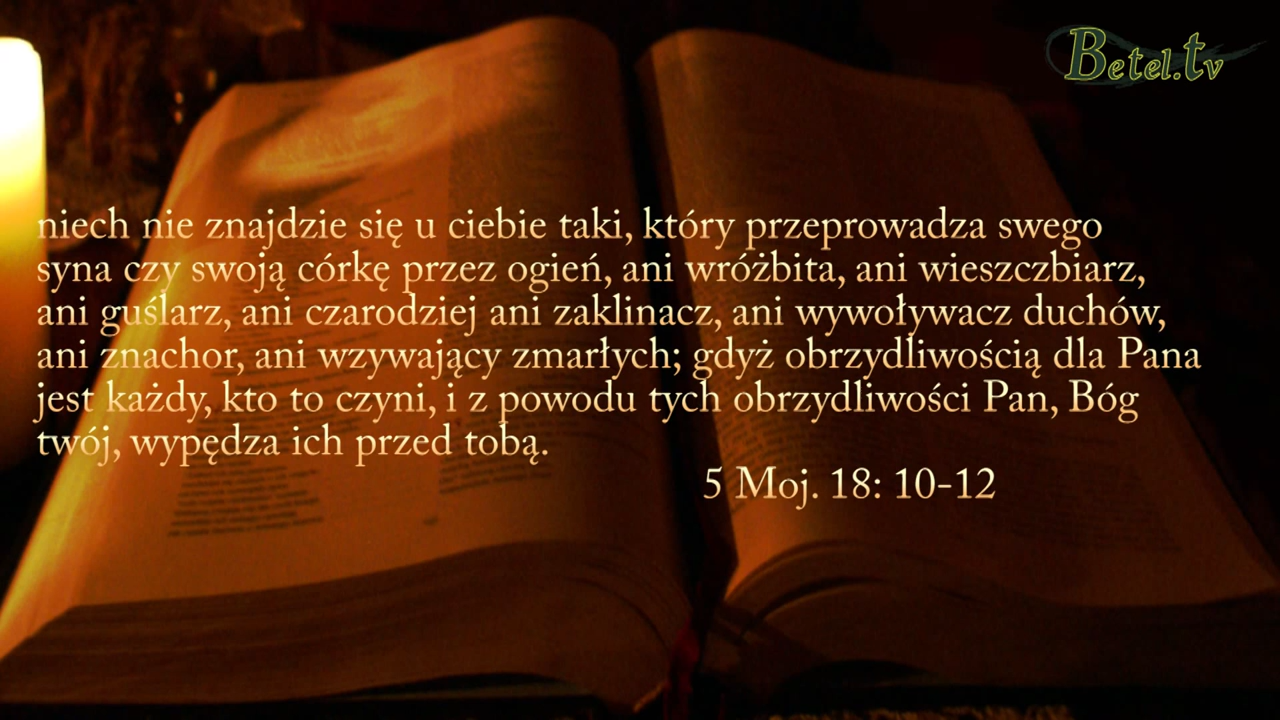 Betel.tv
niech nie znajdzie się u ciebie taki, który przeprowadza swego
syna czy swoją córkę przez ogień, ani wróżbita, ani wieszczbiarz,
ani guślarz, ani czarodziej ani zaklinacz, ani wywoływacz duchów,
ani znachor, ani wzywający zmarłych; gdyż obrzydliwością dla Pana
jest każdy, kto to czyni, i z powodu tych obrzydliwości Pan, Bóg
twój, wypędza ich przed tobą.
5 Moj. 18: 10-12